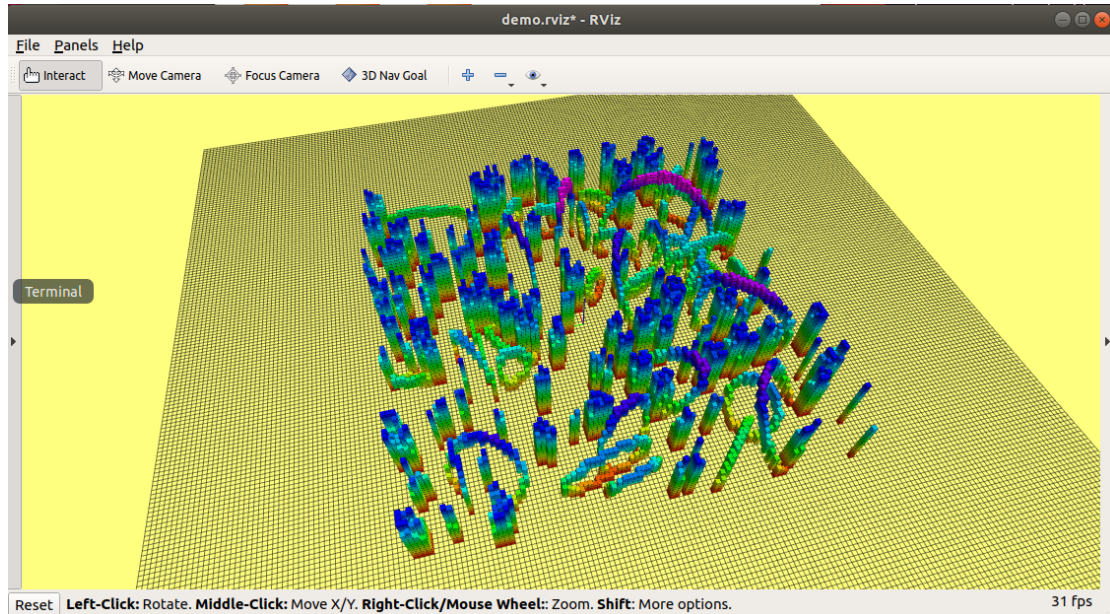 demo.rviz* - RViz
File Panels Help
Interact Move Camera Focus Camera 3D Nav Goal
Terminal
Reset Left-Click: Rotate. Middle-Click: Move X/Y. Right-Click/Mouse Wheel:: Zoom. Shift: More options. 31 fps